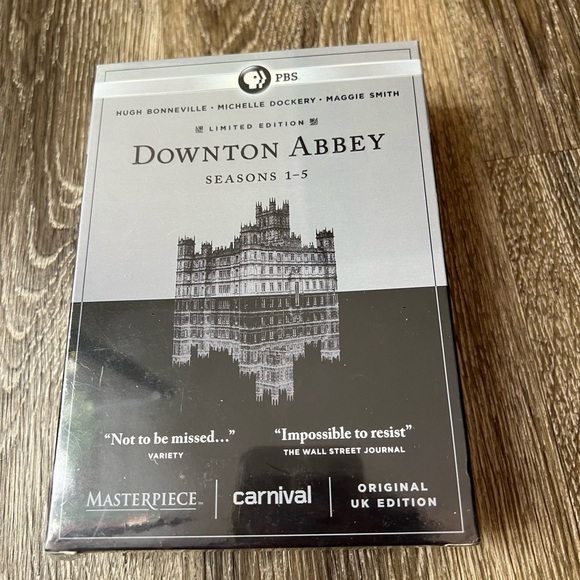 PBS
HUGH BONNEVILLE • MICHELLE DOCKERY • MAGGIE SMITH
LIMITED EDITION
DOWNTON ABBEY
SEASONS 1–5
“Not to be missed...”
VARIETY
“Impossible to resist”
THE WALL STREET JOURNAL
MASTERPIECE™
carnival
ORIGINAL
UK EDITION